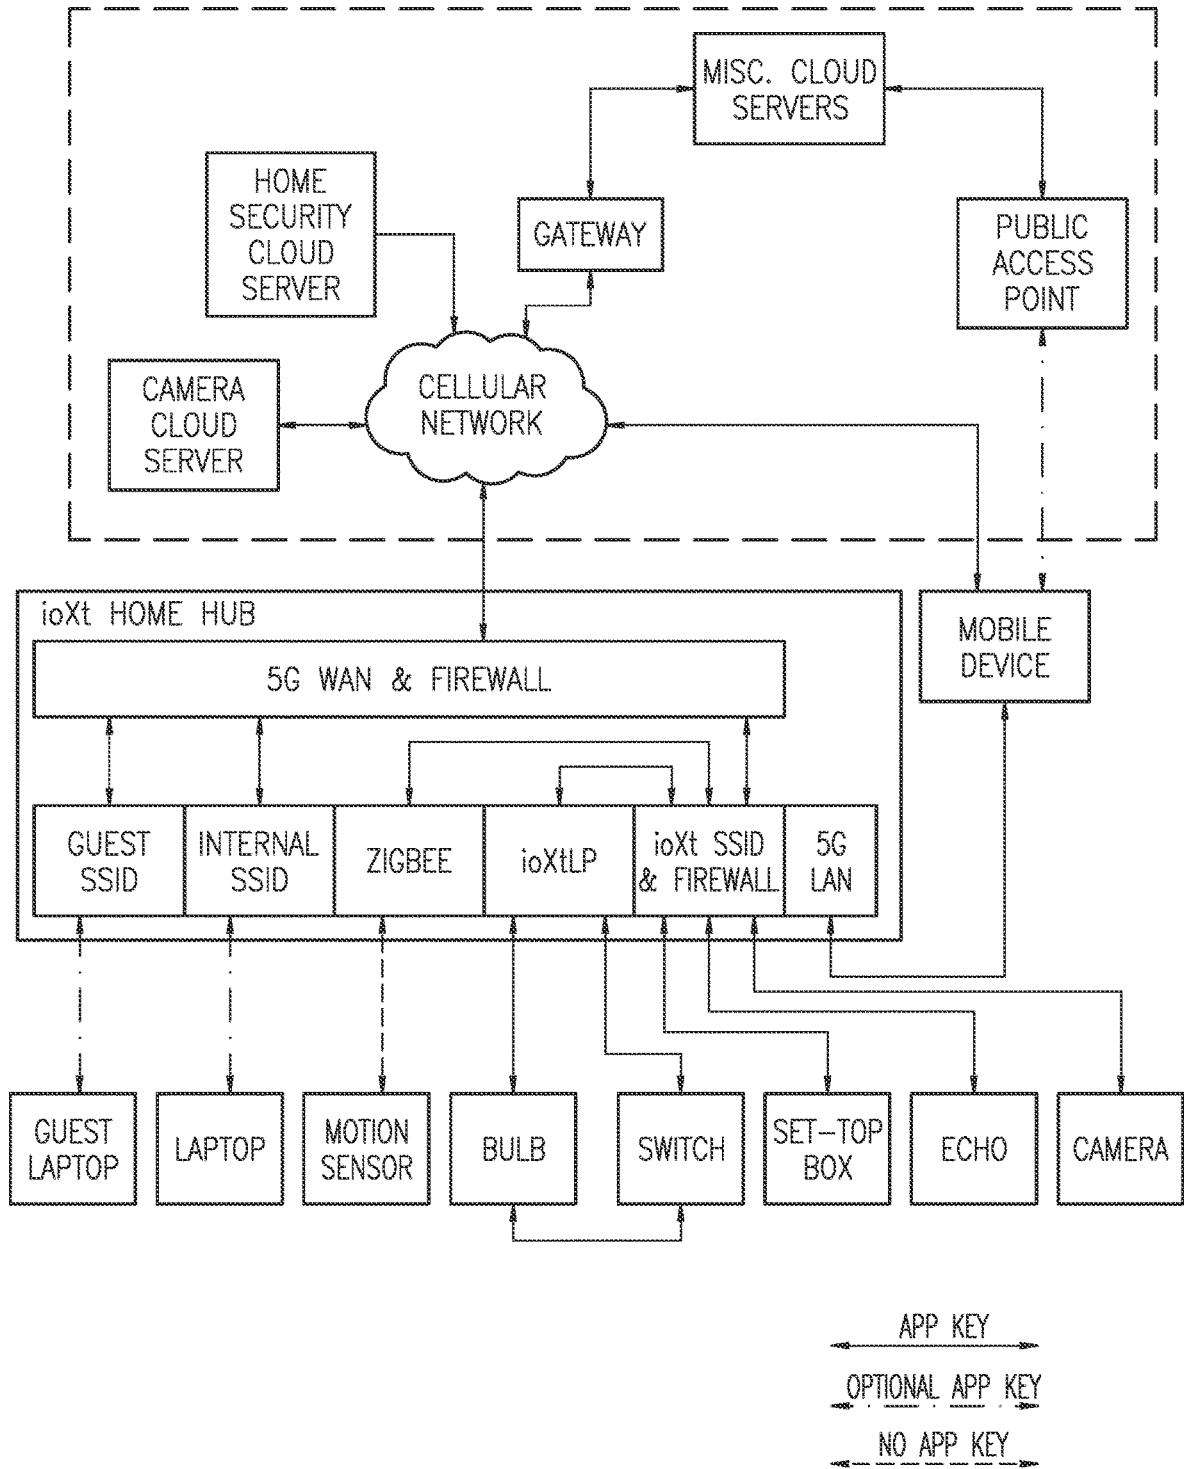 MISC. CLOUD
SERVERS
HOME
SECURITY
CLOUD
SERVER
GATEWAY
PUBLIC
ACCESS
POINT
CAMERA
CLOUD
SERVER
CELLULAR
NETWORK
ioXt HOME HUB
MOBILE
DEVICE
5G WAN & FIREWALL
GUEST
SSID
INTERNAL
SSID
ZIGBEE
ioXtLP
ioXt SSID
& FIREWALL
5G
LAN
GUEST
LAPTOP
LAPTOP
MOTION
SENSOR
BULB
SWITCH
SET-TOP
BOX
ECHO
CAMERA
APP KEY
OPTIONAL APP KEY
NO APP KEY